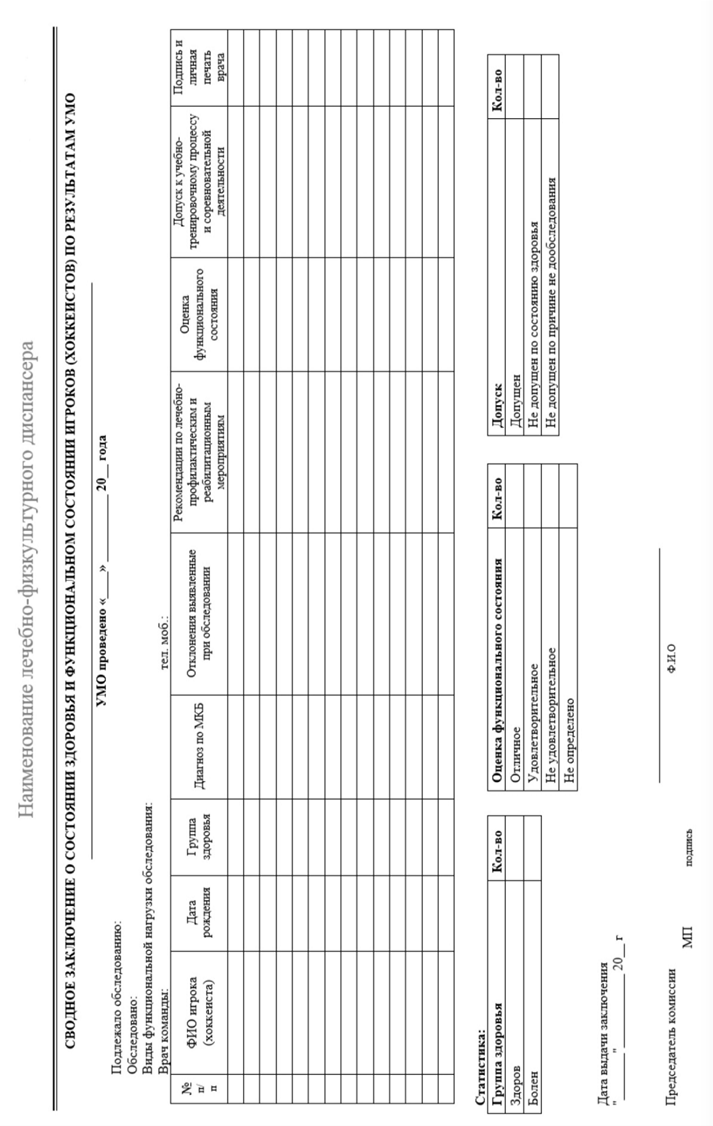 Наименование лечебно-физкультурного диспансера
СВОДНОЕ ЗАКЛЮЧЕНИЕ О СОСТОЯНИИ ЗДОРОВЬЯ И ФУНКЦИОНАЛЬНОМ СОСТОЯНИИ ИГРОКОВ (ХОККЕИСТОВ) ПО РЕЗУЛЬТАТАМ УМО
УМО проведено «___» ________ 20__ года
Подлежало обследованию:
Обследовано:
Виды функциональной нагрузки обследования:
Врач команды: тел. моб.:
№
п/
п
ФИО игрока
(хоккеиста)
Дата
рождения
Группа
здоровья
Диагноз по МКБ
Отклонения выявленные
при обследовании
Рекомендации по лечебно-
профилактическим и
реабилитационным
мероприятиям
Оценка
функционального
состояния
Допуск к учебно-
тренировочному процессу
и соревновательной
деятельности
Подпись и
личная
печать
врача
Статистика:
Группа здоровья Кол-во
Здоров
Болен
Оценка функционального состояния Кол-во
Отличное
Удовлетворительное
Не удовлетворительное
Не определено
Допуск Кол-во
Допущен
Не допущен по состоянию здоровья
Не допущен по причине не дообследования
Дата выдачи заключения
"____"__________ 20__ г
Председатель комиссии
МП
подпись
Ф.И.О